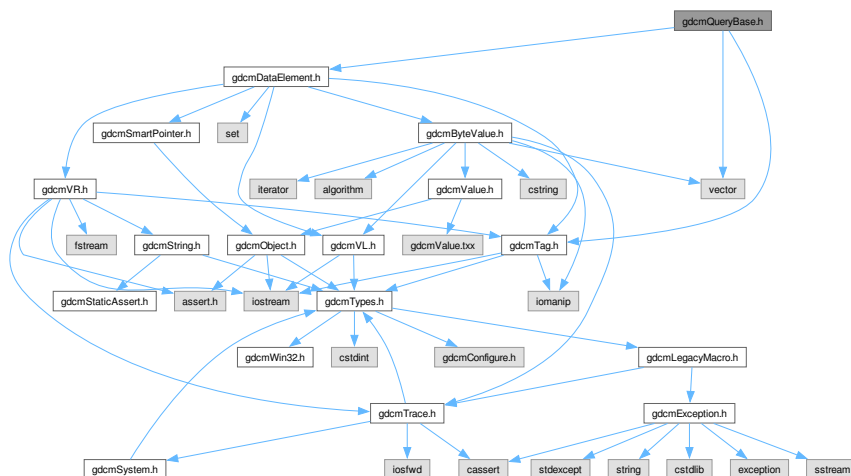 gdcmQueryBase.h
gdcmDataElement.h
gdcmSmartPointer.h
set
gdcmByteValue.h
gdcmVR.h
iterator
algorithm
gdcmValue.h
cstring
vector
fstream
gdcmString.h
gdcmObject.h
gdcmVL.h
gdcmValue.txx
gdcmTag.h
gdcmStaticAssert.h
assert.h
iostream
gdcmTypes.h
iomanip
gdcmWin32.h
cstdint
gdcmConfigure.h
gdcmLegacyMacro.h
gdcmTrace.h
gdcmException.h
gdcmSystem.h
iosfwd
cassert
stdexcept
string
cstdlib
exception
sstream